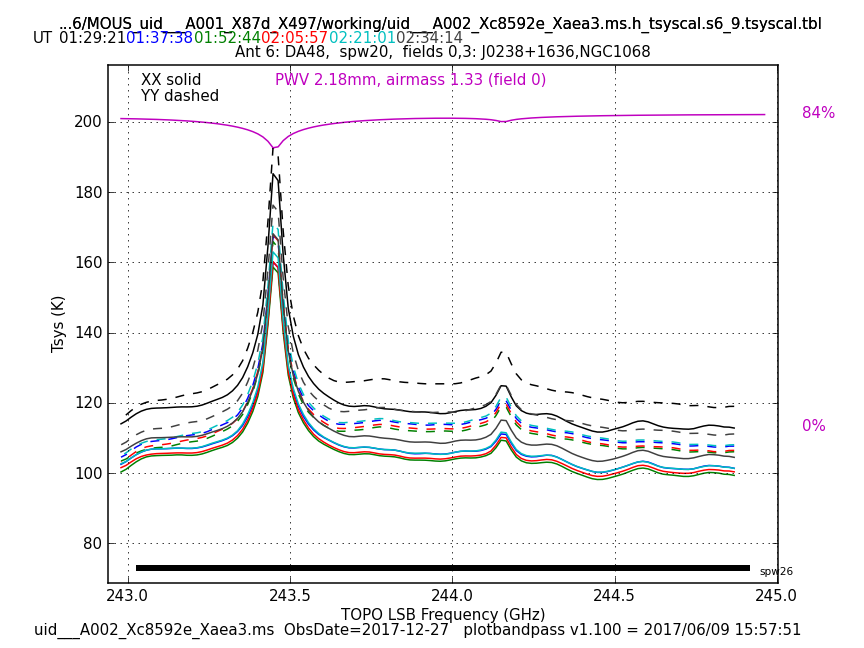 ...6/MOUS_uid___A001_X87d_X497/working/uid___A002_Xc8592e_Xaea3.ms.h_tsyscal.s6_9.tsyscal.tbl
UT 01:29:21 01:37:38 01:52:44 02:05:57 02:21:01 02:34:14
Ant 6: DA48, spw20, fields 0,3: J0238+1636,NGC1068
XX solid PWV 2.18mm, airmass 1.33 (field 0)
YY dashed
84%
200
180
160
140
120
100
80
Tsys (K)
0%
spw26
243.0 243.5 244.0 244.5 245.0
TOPO LSB Frequency (GHz)
uid___A002_Xc8592e_Xaea3.ms ObsDate=2017-12-27 plotbandpass v1.100 = 2017/06/09 15:57:51